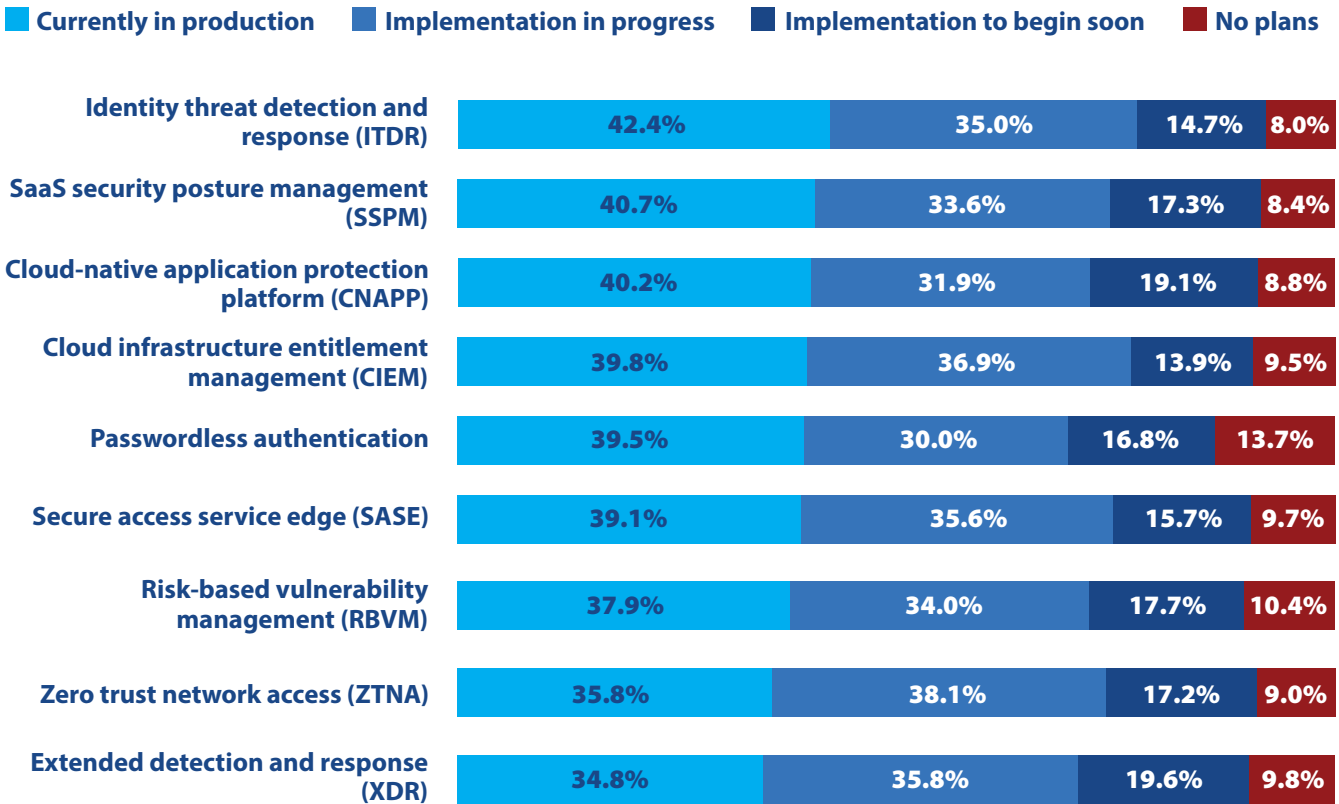 Currently in production Implementation in progress Implementation to begin soon No plans
Identity threat detection and
response (ITDR)
42.4% 35.0% 14.7% 8.0%
SaaS security posture management
(SSPM)
40.7% 33.6% 17.3% 8.4%
Cloud-native application protection
platform (CNAPP)
40.2% 31.9% 19.1% 8.8%
Cloud infrastructure entitlement
management (CIEM)
39.8% 36.9% 13.9% 9.5%
Passwordless authentication
39.5% 30.0% 16.8% 13.7%
Secure access service edge (SASE)
39.1% 35.6% 15.7% 9.7%
Risk-based vulnerability
management (RBVM)
37.9% 34.0% 17.7% 10.4%
Zero trust network access (ZTNA)
35.8% 38.1% 17.2% 9.0%
Extended detection and response
(XDR)
34.8% 35.8% 19.6% 9.8%